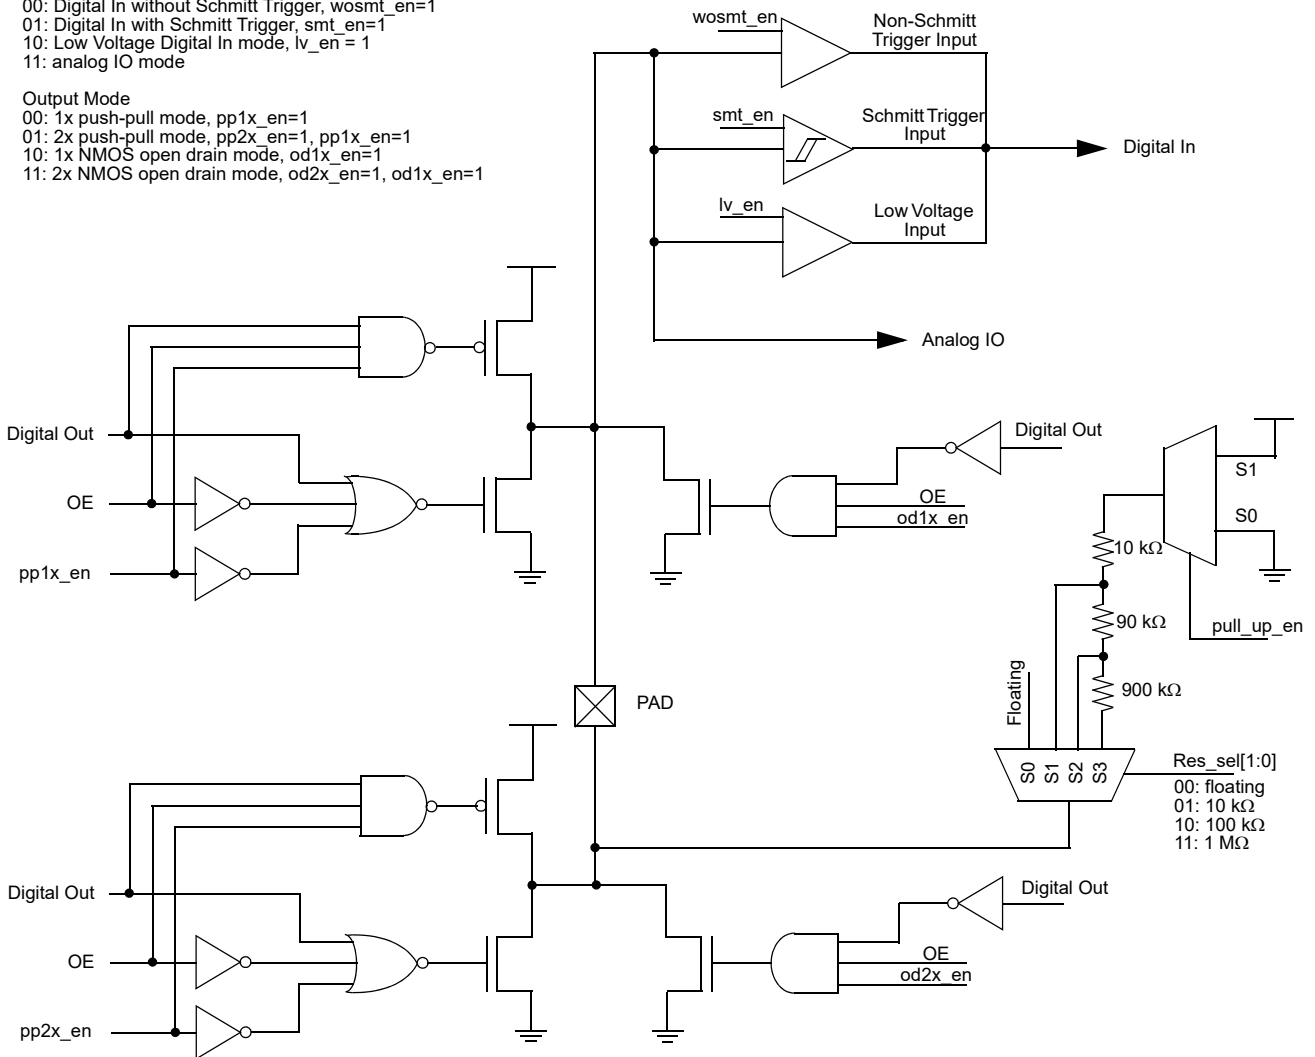 00: Digital In without Schmitt Trigger, wosmt_en=1
01: Digital In with Schmitt Trigger, smt_en=1
10: Low Voltage Digital In mode, lv_en = 1
11: analog IO mode
Output Mode
00: 1x push-pull mode, pp1x_en=1
01: 2x push-pull mode, pp2x_en=1, pp1x_en=1
10: 1x NMOS open drain mode, od1x_en=1
11: 2x NMOS open drain mode, od2x_en=1, od1x_en=1
wosmt_en
Non-Schmitt
Trigger Input
smt_en
Schmitt Trigger
Input
Digital In
lv_en
Low Voltage
Input
Analog IO
Digital Out
OE
pp1x_en
Digital Out
OE
od1x_en
S1
S0
10 kΩ
90 kΩ
pull_up_en
900 kΩ
Floating
PAD
S0
S1
S2
S3
Res_sel[1:0]
00: floating
01: 10 kΩ
10: 100 kΩ
11: 1 MΩ
Digital Out
OE
pp2x_en
Digital Out
OE
od2x_en